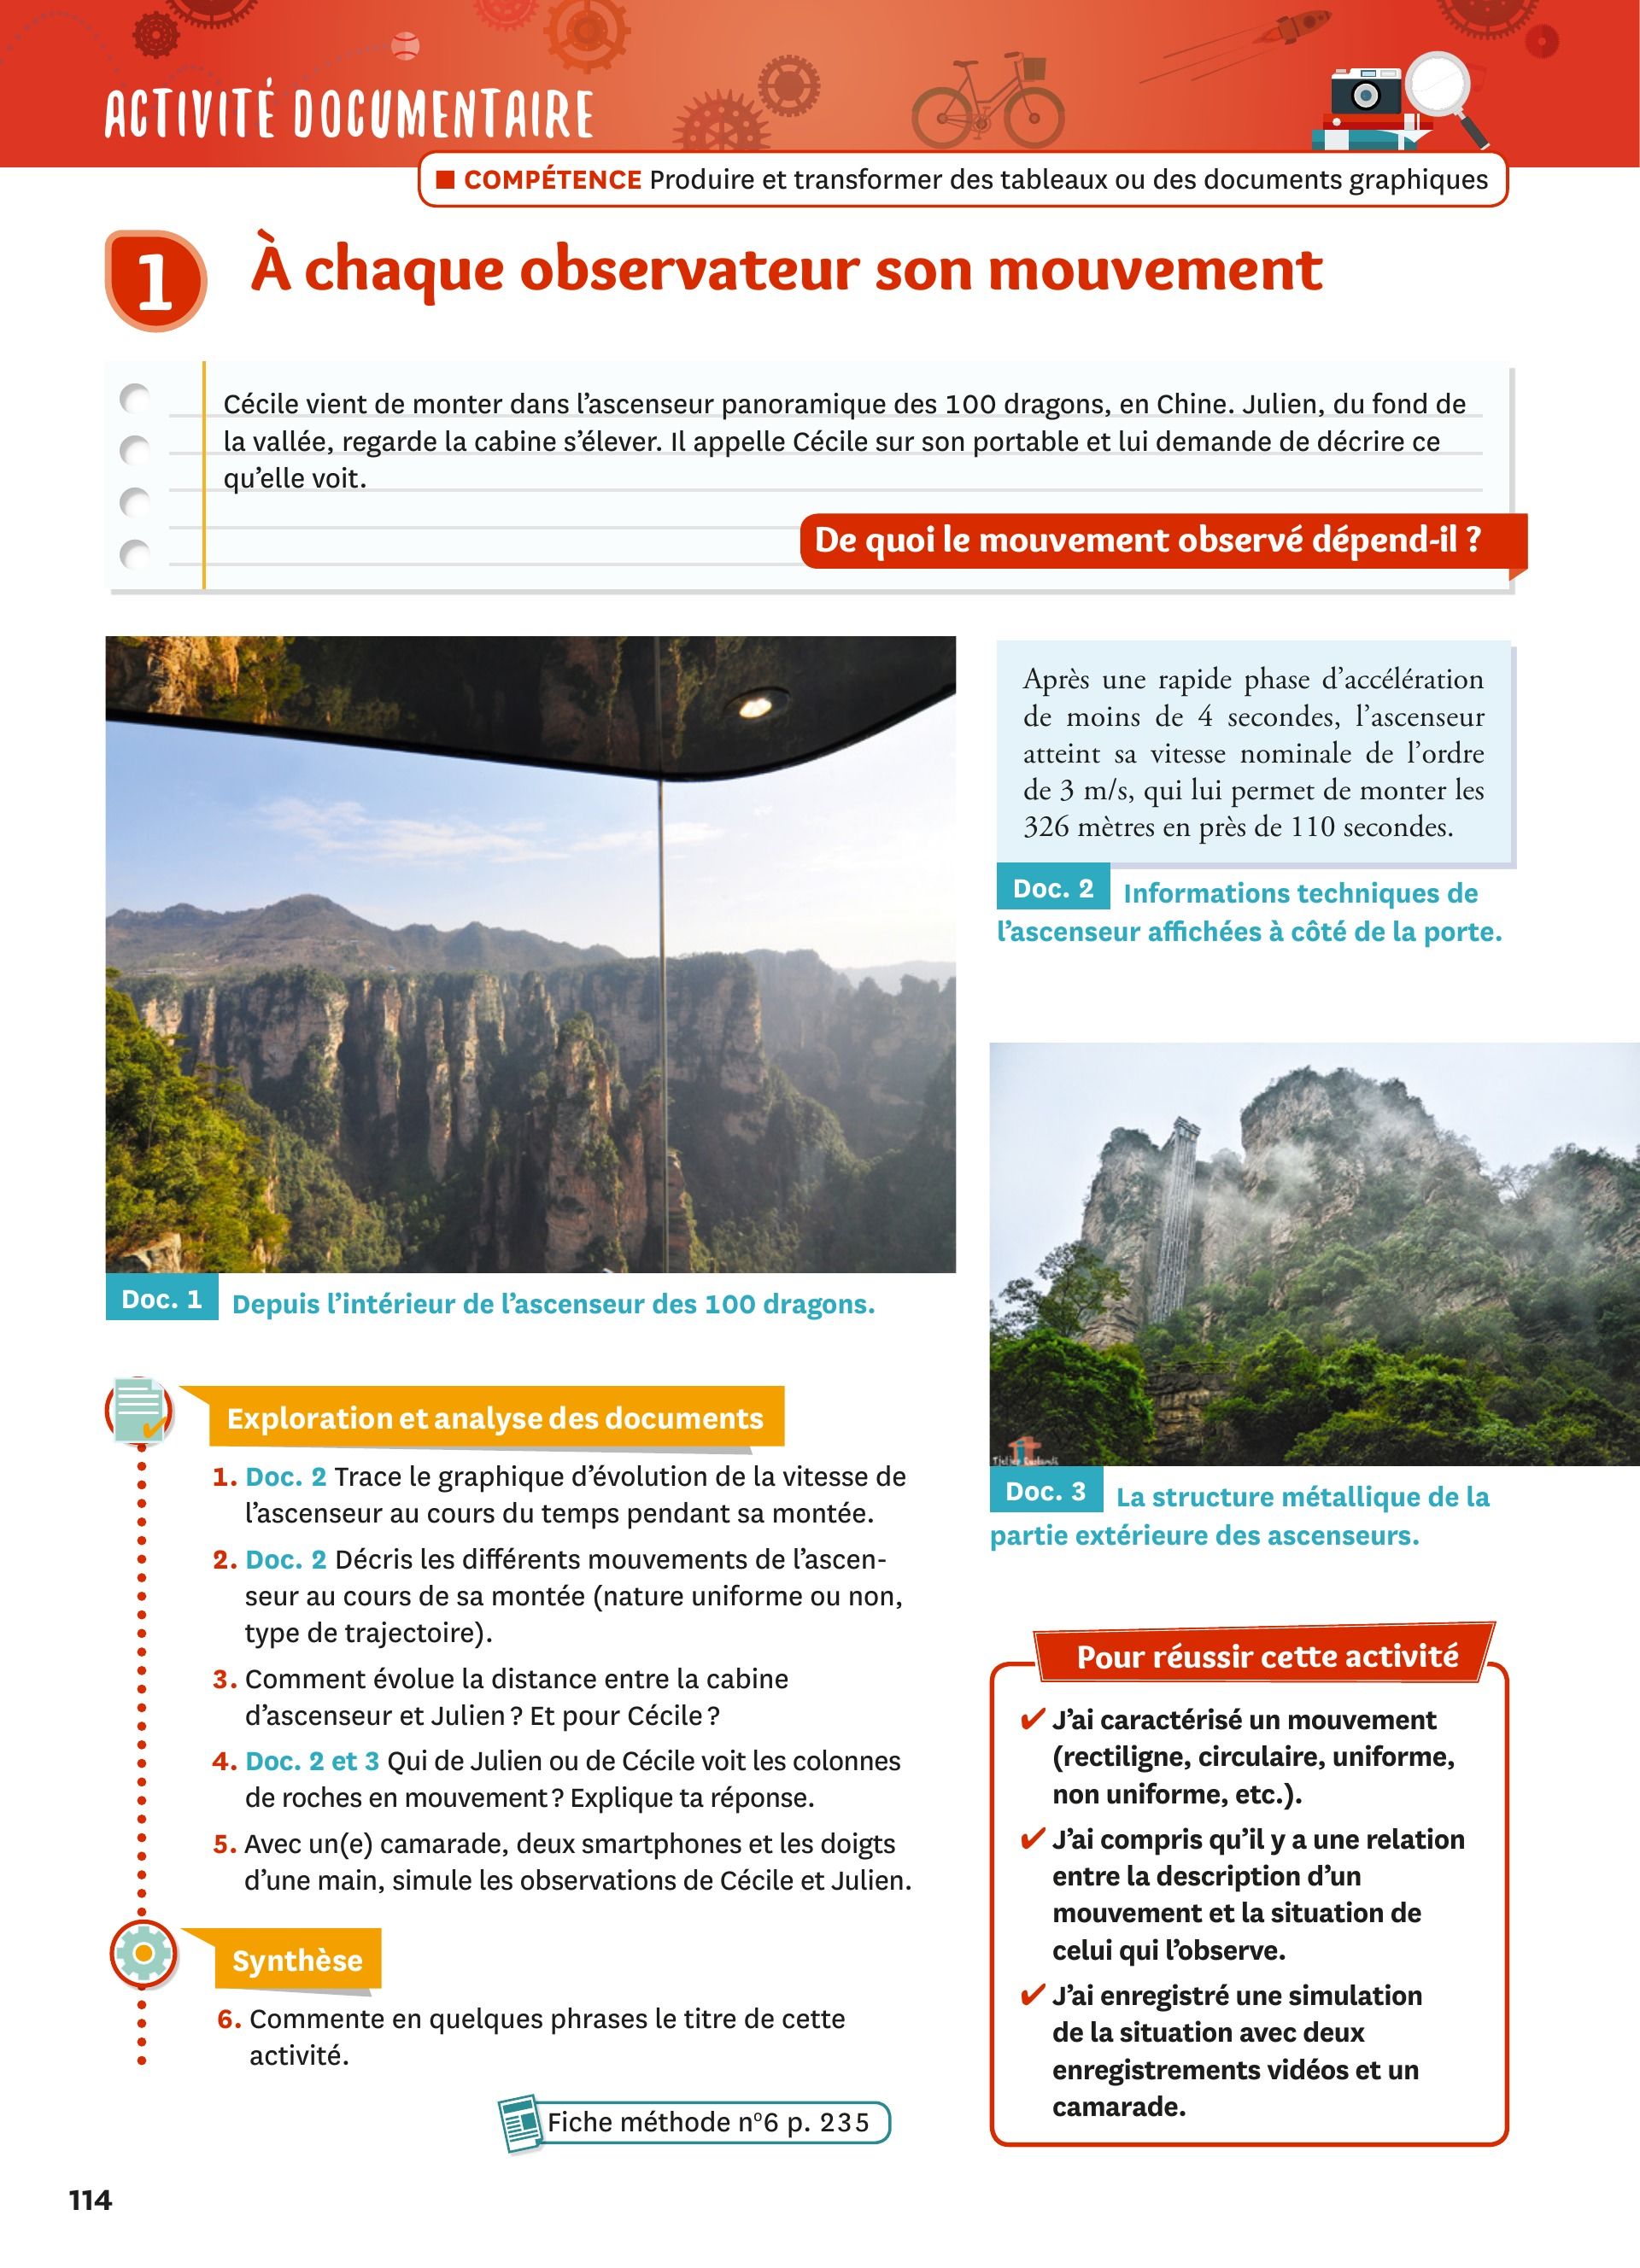 ACTIVITÉ DOCUMENTAIRE
■ COMPÉTENCE Produire et transformer des tableaux ou des documents graphiques
1
À chaque observateur son mouvement
Cécile vient de monter dans l’ascenseur panoramique des 100 dragons, en Chine. Julien, du fond de
la vallée, regarde la cabine s’élever. Il appelle Cécile sur son portable et lui demande de décrire ce
qu’elle voit.
De quoi le mouvement observé dépend-il ?
Après une rapide phase d’accélération
de moins de 4 secondes, l’ascenseur
atteint sa vitesse nominale de l’ordre
de 3 m/s, qui lui permet de monter les
326 mètres en près de 110 secondes.
Doc. 2 Informations techniques de
l’ascenseur affichées à côté de la porte.
Doc. 1 Depuis l’intérieur de l’ascenseur des 100 dragons.
Doc. 3 La structure métallique de la
partie extérieure des ascenseurs.
Exploration et analyse des documents
1. Doc. 2 Trace le graphique d’évolution de la vitesse de
l’ascenseur au cours du temps pendant sa montée.
2. Doc. 2 Décris les différents mouvements de l’ascen-
seur au cours de sa montée (nature uniforme ou non,
type de trajectoire).
3. Comment évolue la distance entre la cabine
d’ascenseur et Julien ? Et pour Cécile ?
4. Doc. 2 et 3 Qui de Julien ou de Cécile voit les colonnes
de roches en mouvement ? Explique ta réponse.
5. Avec un(e) camarade, deux smartphones et les doigts
d’une main, simule les observations de Cécile et Julien.
Synthèse
6. Commente en quelques phrases le titre de cette
activité.
Fiche méthode n°6 p. 235
Pour réussir cette activité
✔ J’ai caractérisé un mouvement
(rectiligne, circulaire, uniforme,
non uniforme, etc.).
✔ J’ai compris qu’il y a une relation
entre la description d’un
mouvement et la situation de
celui qui l’observe.
✔ J’ai enregistré une simulation
de la situation avec deux
enregistrements vidéos et un
camarade.
114